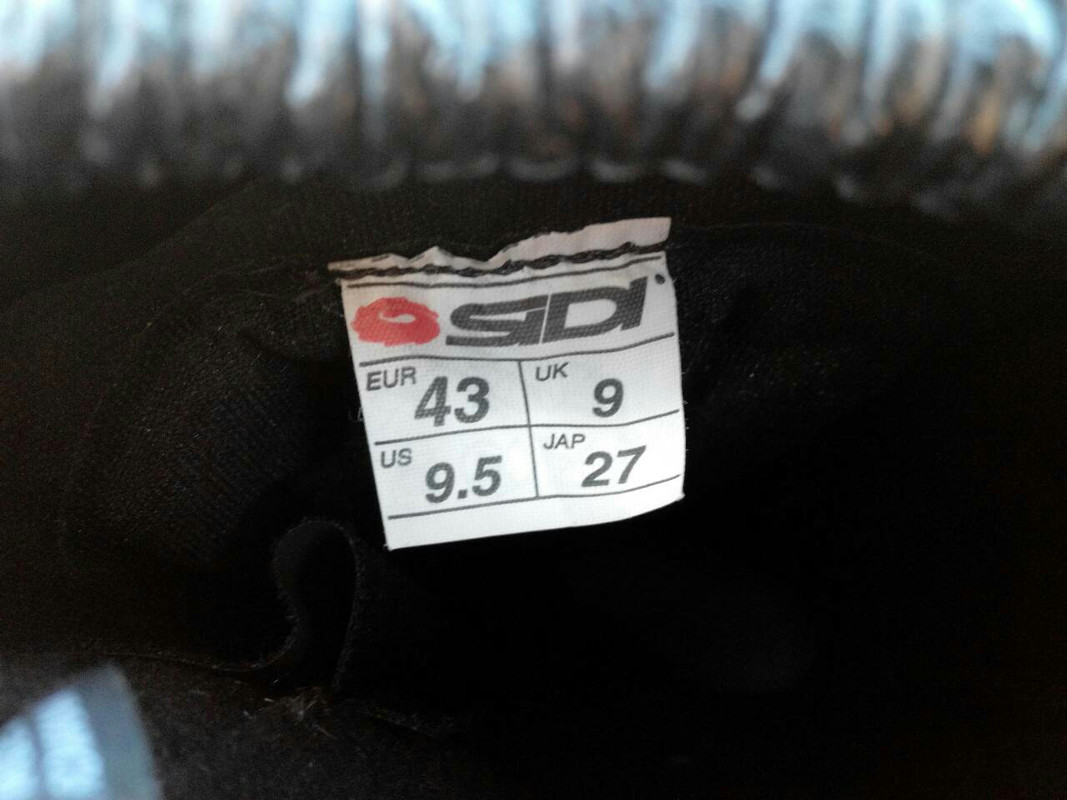 SIDI
EUR 43 UK 9
US 9.5 JAP 27